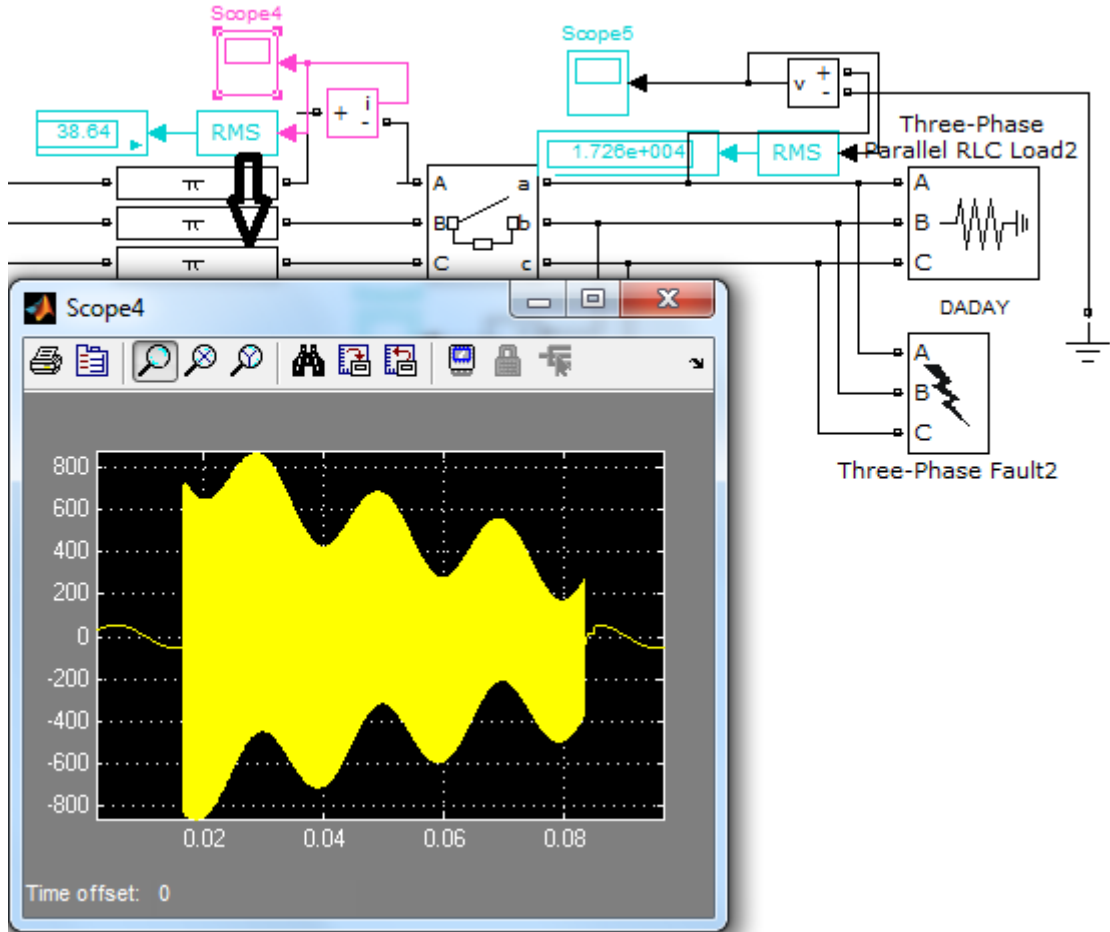 Scope4
Scope5
i
+
-
v
+
-
38.64
RMS
1.726e+004
RMS
Three-Phase
Parallel RLC Load2
π
π
π
A
B
C
a
b
c
A
B
C
DADAY
A
B
C
Three-Phase Fault2
Scope4
800
600
400
200
0
-200
-400
-600
-800
0.02
0.04
0.06
0.08
Time offset: 0